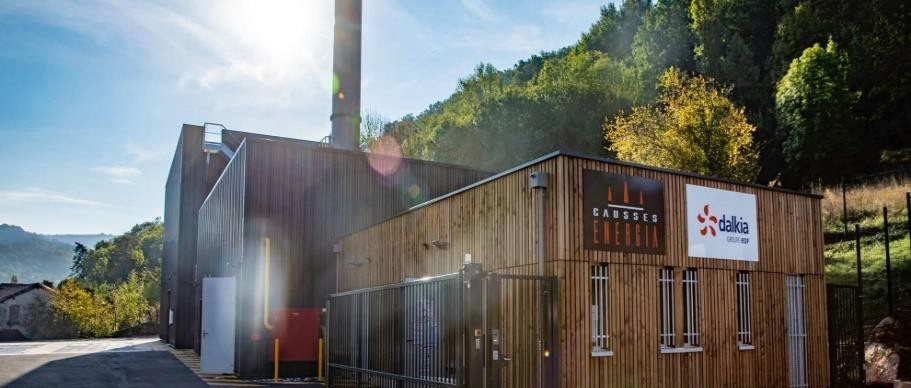 CAUSSES
ENERGIA
dalkia
GROUPE EDF